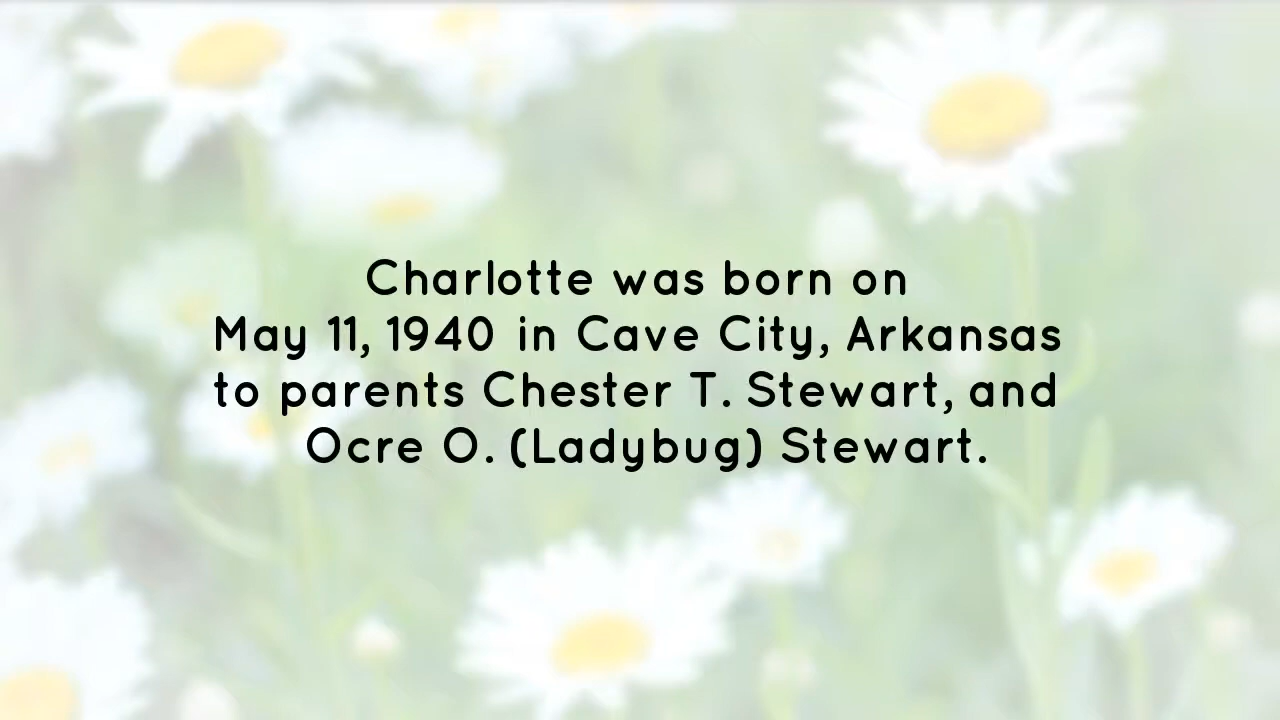 Charlotte was born on
May 11, 1940 in Cave City, Arkansas
to parents Chester T. Stewart, and
Ocre O. (Ladybug) Stewart.